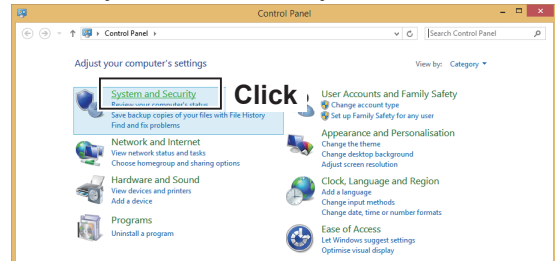 Control Panel
Control Panel
Search Control Panel
Adjust your computer's settings
View by: Category
System and Security
Review your computer's status
Save backup copies of your files with File History
Find and fix problems
Click
Network and Internet
View network status and tasks
Choose homegroup and sharing options
Hardware and Sound
View devices and printers
Add a device
Programs
Uninstall a program
User Accounts and Family Safety
Change account type
Set up Family Safety for any user
Appearance and Personalisation
Change the theme
Change desktop background
Adjust screen resolution
Clock, Language and Region
Add a language
Change input methods
Change date, time or number formats
Ease of Access
Let Windows suggest settings
Optimise visual display